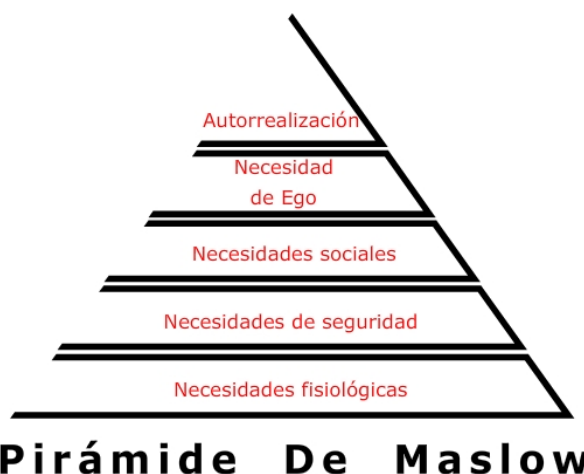 Autorrealización
Necesidad
de Ego
Necesidades sociales
Necesidades de seguridad
Necesidades fisiológicas
Pirámide De Maslow